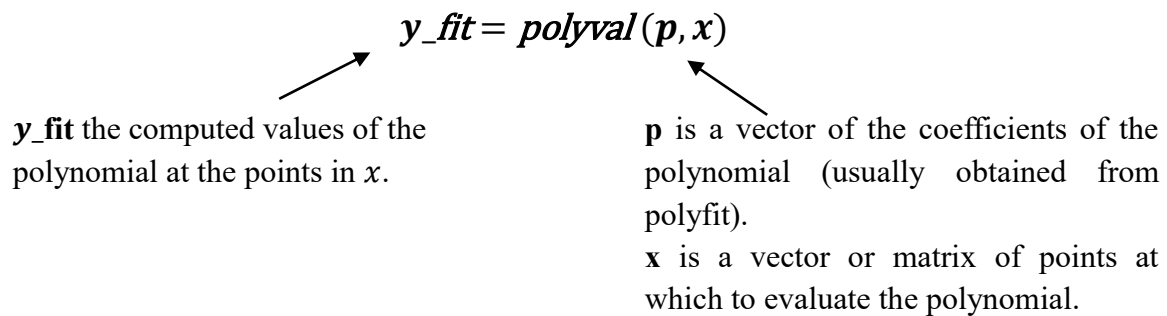 y_fit = polyval (p, x)
y_fit the computed values of the
polynomial at the points in x.
p is a vector of the coefficients of the
polynomial (usually obtained from
polyfit).
x is a vector or matrix of points at
which to evaluate the polynomial.